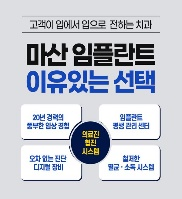 고객이 입에서 입으로 전하는 치과
마산 임플란트
이유있는 선택
20년 경력의
풍부한 임상 경험
임플란트
평생 관리 센터
의료진
협진
시스템
오차 없는 진단
디지털 장비
철저한
멸균·소독 시스템